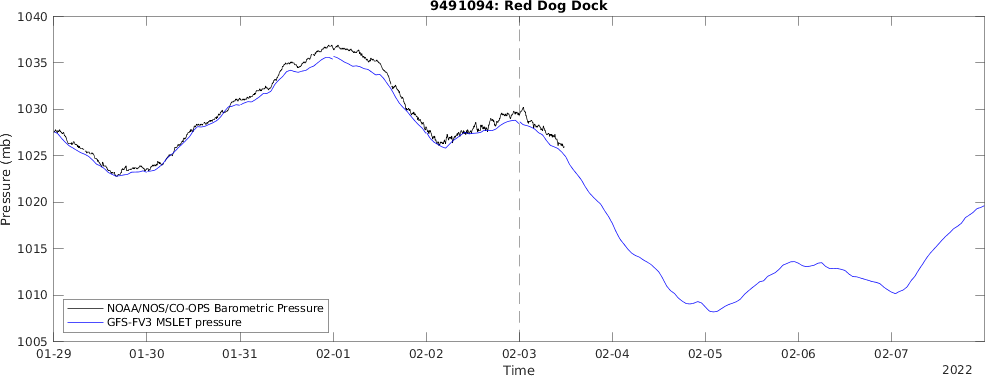 9491094: Red Dog Dock
Pressure (mb)
1040
1035
1030
1025
1020
1015
1010
1005
NOAA/NOS/CO-OPS Barometric Pressure
GFS-FV3 MSLET pressure
01-29 01-30 01-31 02-01 02-02 02-03 02-04 02-05 02-06 02-07
Time
2022